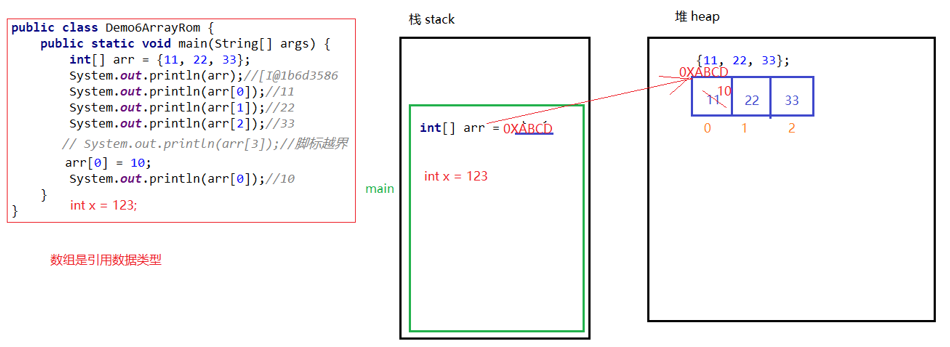 public class Demo6ArrayRom {
public static void main(String[] args) {
int[] arr = {11, 22, 33};
System.out.println(arr);//[I@1b6d3586
System.out.println(arr[0]);//11
System.out.println(arr[1]);//22
System.out.println(arr[2]);//33
// System.out.println(arr[3]);//脚标越界
arr[0] = 10;
System.out.println(arr[0]);//10
}
int x = 123;
}
数组是引用数据类型
栈 stack
int[] arr = 0XABCD
int x = 123
main
堆 heap
{11, 22, 33};
0XABCD
10
11 22 33
0 1 2